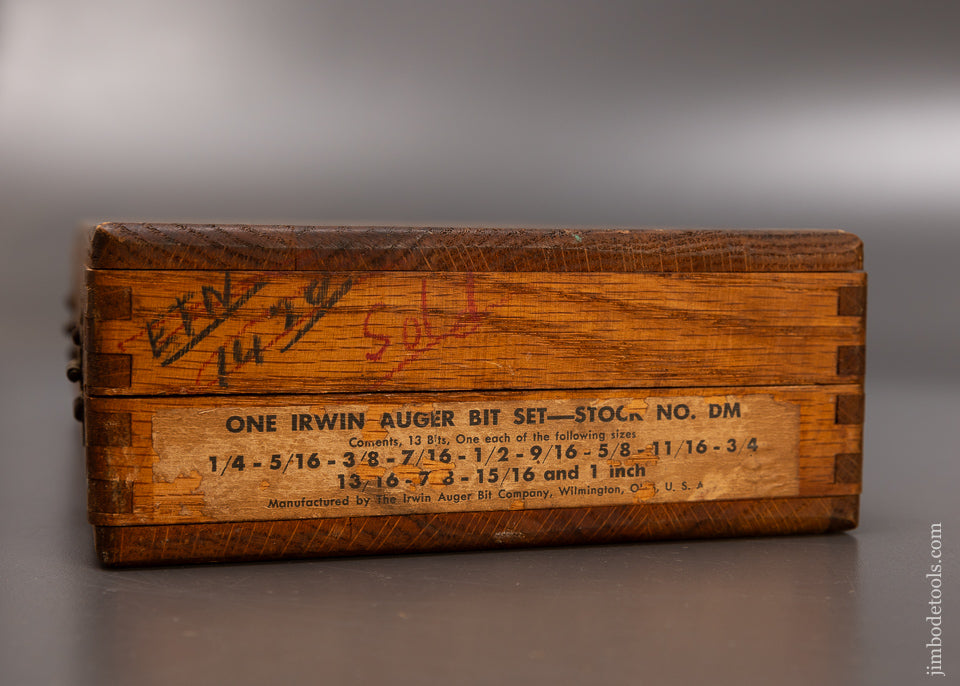 Sold
ONE IRWIN AUGER BIT SET—STOCK NO. DM
Contents, 13 Bits, One each of the following sizes
1/4 - 5/16 - 3/8 - 7/16 - 1/2 - 9/16 - 5/8 - 11/16 - 3/4
13/16 - 7/8 - 15/16 and 1 inch
Manufactured by The Irwin Auger Bit Company, Wilmington, Ohio, U. S. A.
jimbodetools.com